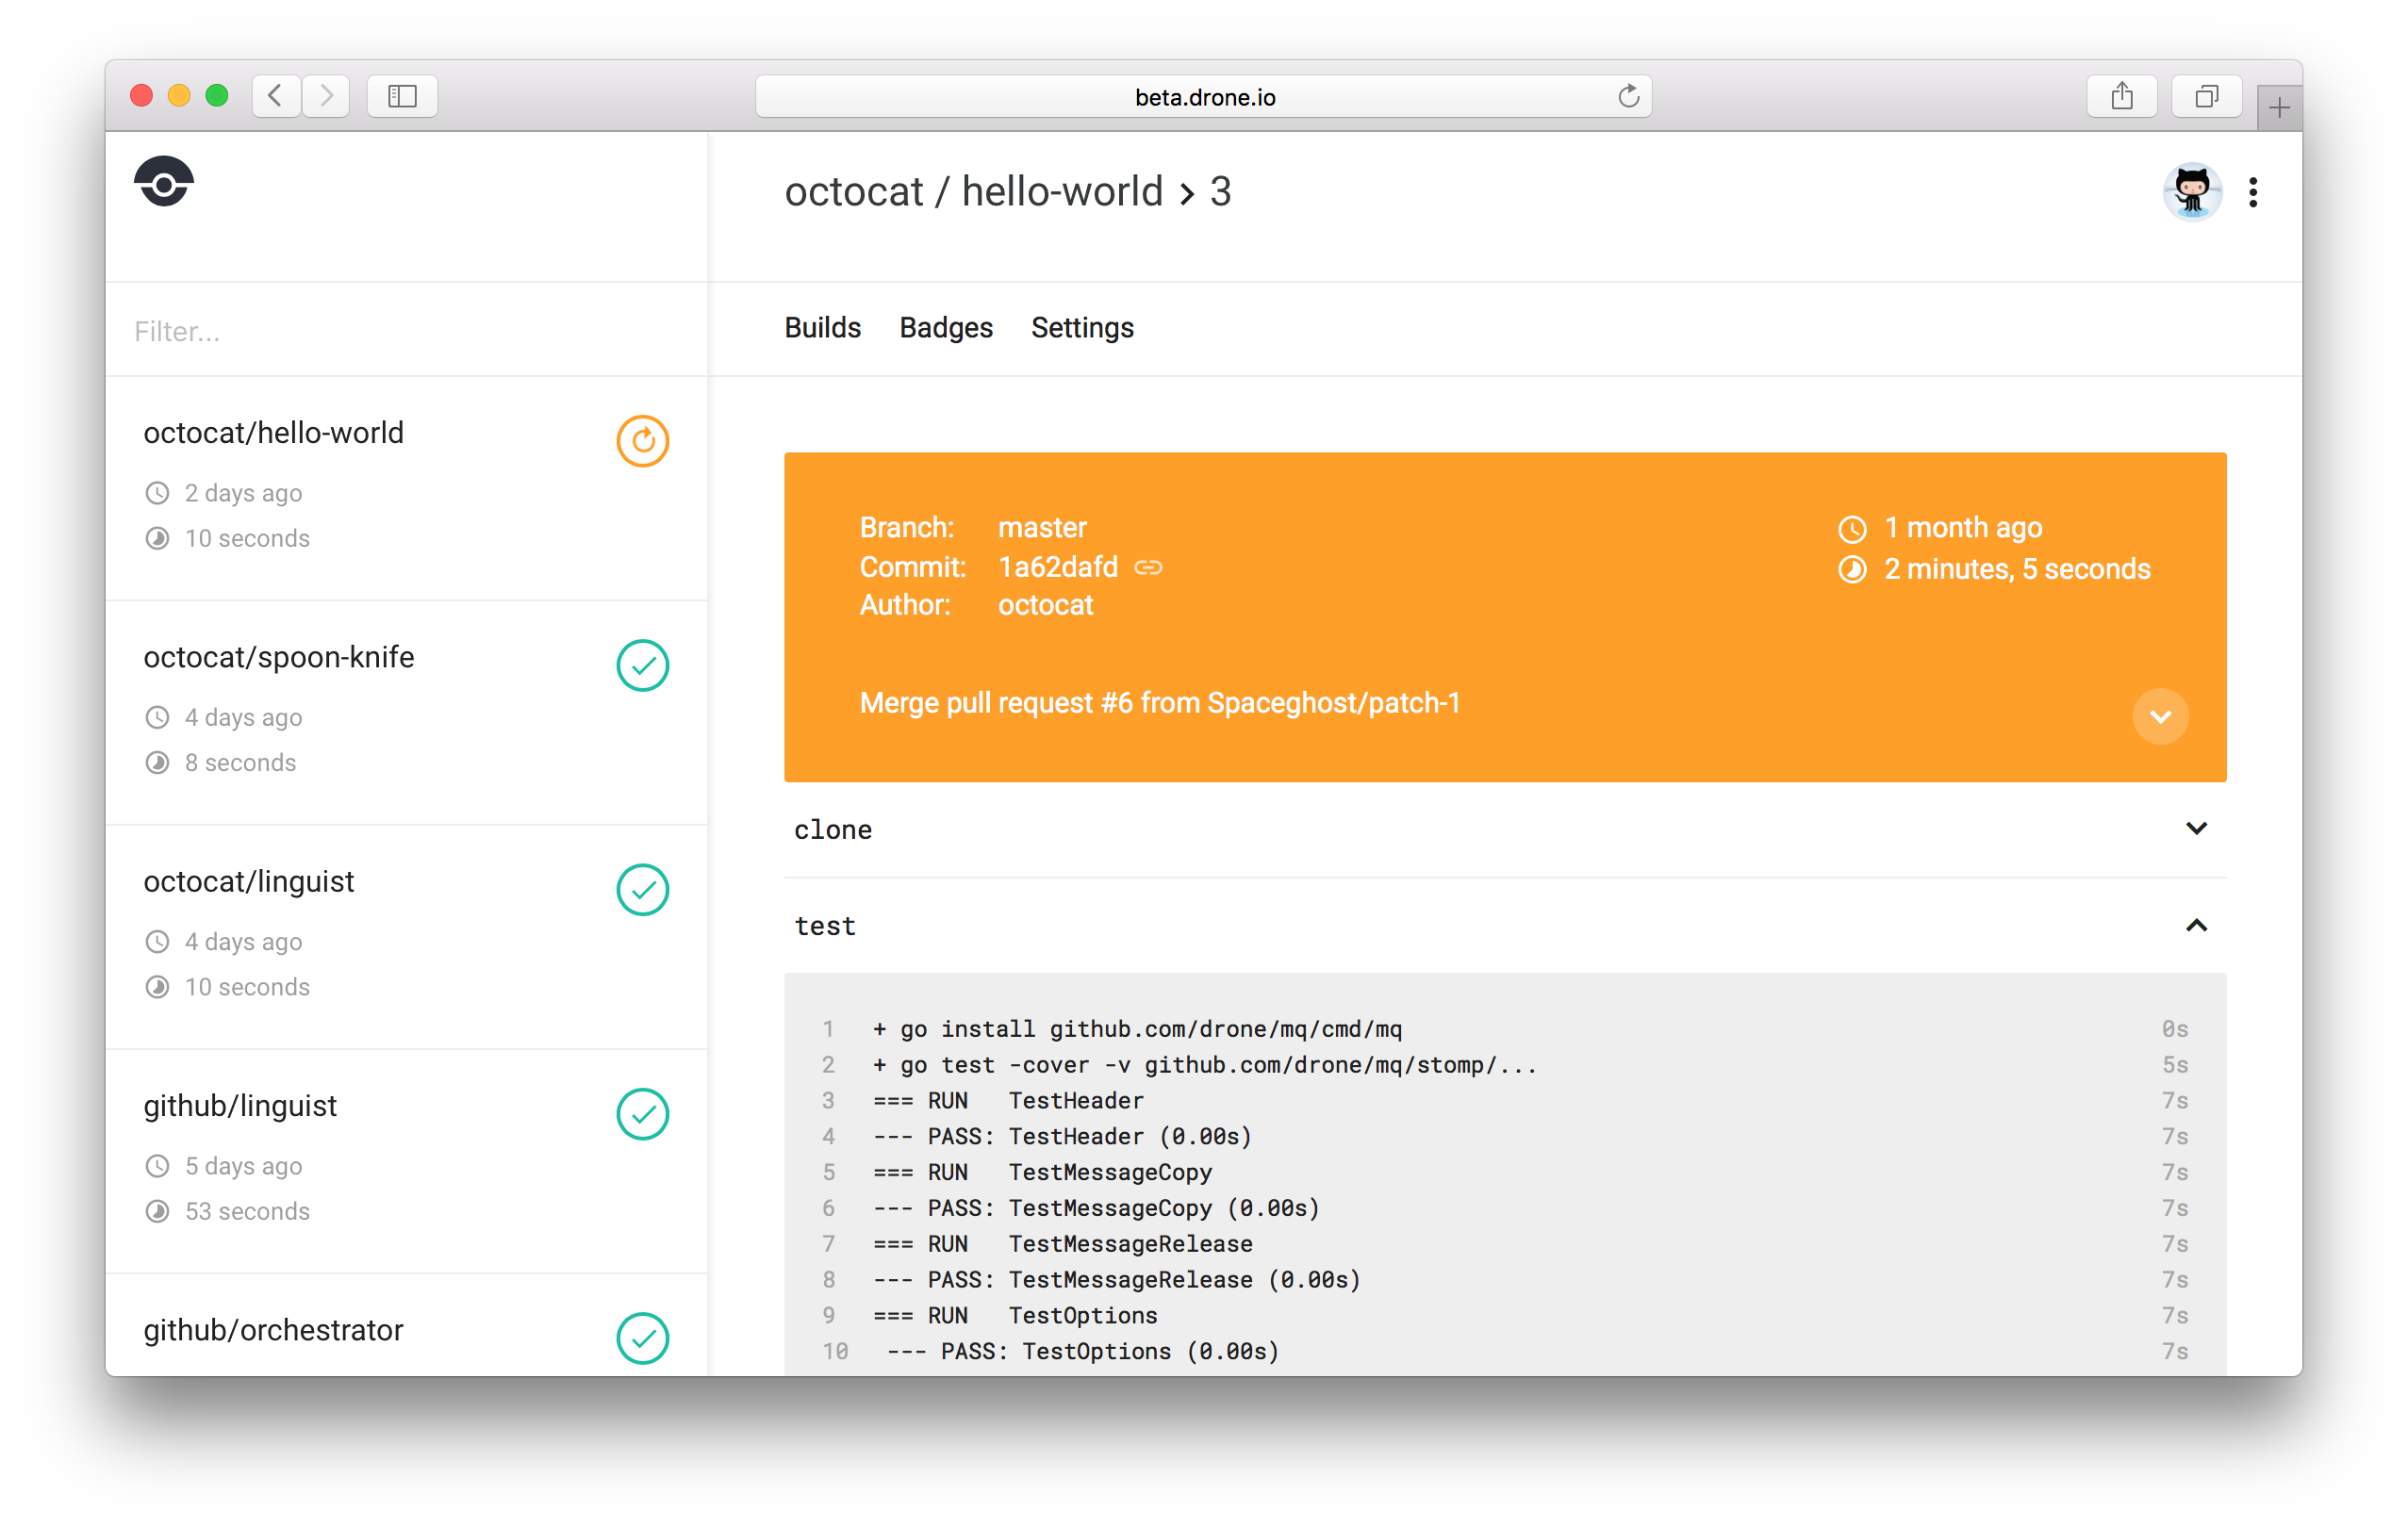 beta.drone.io
octocat / hello-world › 3
Filter...
Builds Badges Settings
octocat/hello-world
2 days ago
10 seconds
octocat/spoon-knife
4 days ago
8 seconds
octocat/linguist
4 days ago
10 seconds
github/linguist
5 days ago
53 seconds
github/orchestrator
Branch: master
Commit: 1a62dafd
Author: octocat
1 month ago
2 minutes, 5 seconds
Merge pull request #6 from Spaceghost/patch-1
clone
test
1 + go install github.com/drone/mq/cmd/mq 0s
2 + go test -cover -v github.com/drone/mq/stomp/... 5s
3 === RUN   TestHeader 7s
4 --- PASS: TestHeader (0.00s) 7s
5 === RUN   TestMessageCopy 7s
6 --- PASS: TestMessageCopy (0.00s) 7s
7 === RUN   TestMessageRelease 7s
8 --- PASS: TestMessageRelease (0.00s) 7s
9 === RUN   TestOptions 7s
10 --- PASS: TestOptions (0.00s) 7s